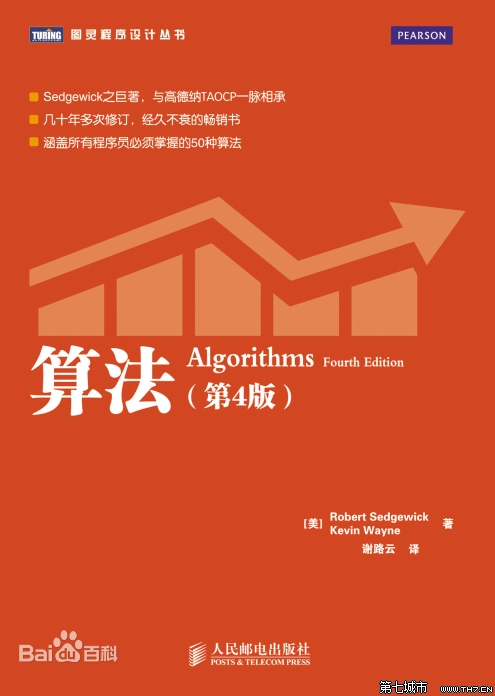 TURING 图灵程序设计丛书
PEARSON
Sedgewick之巨著，与高德纳TAOCP一脉相承
几十年多次修订，经久不衰的畅销书
涵盖所有程序员必须掌握的50种算法
算法 Algorithms Fourth Edition
（第4版）
[美] Robert Sedgewick
Kevin Wayne 著
谢路云 译
Bai百科
人民邮电出版社
POSTS & TELECOM PRESS
第七城市 WWW.TH7.CN